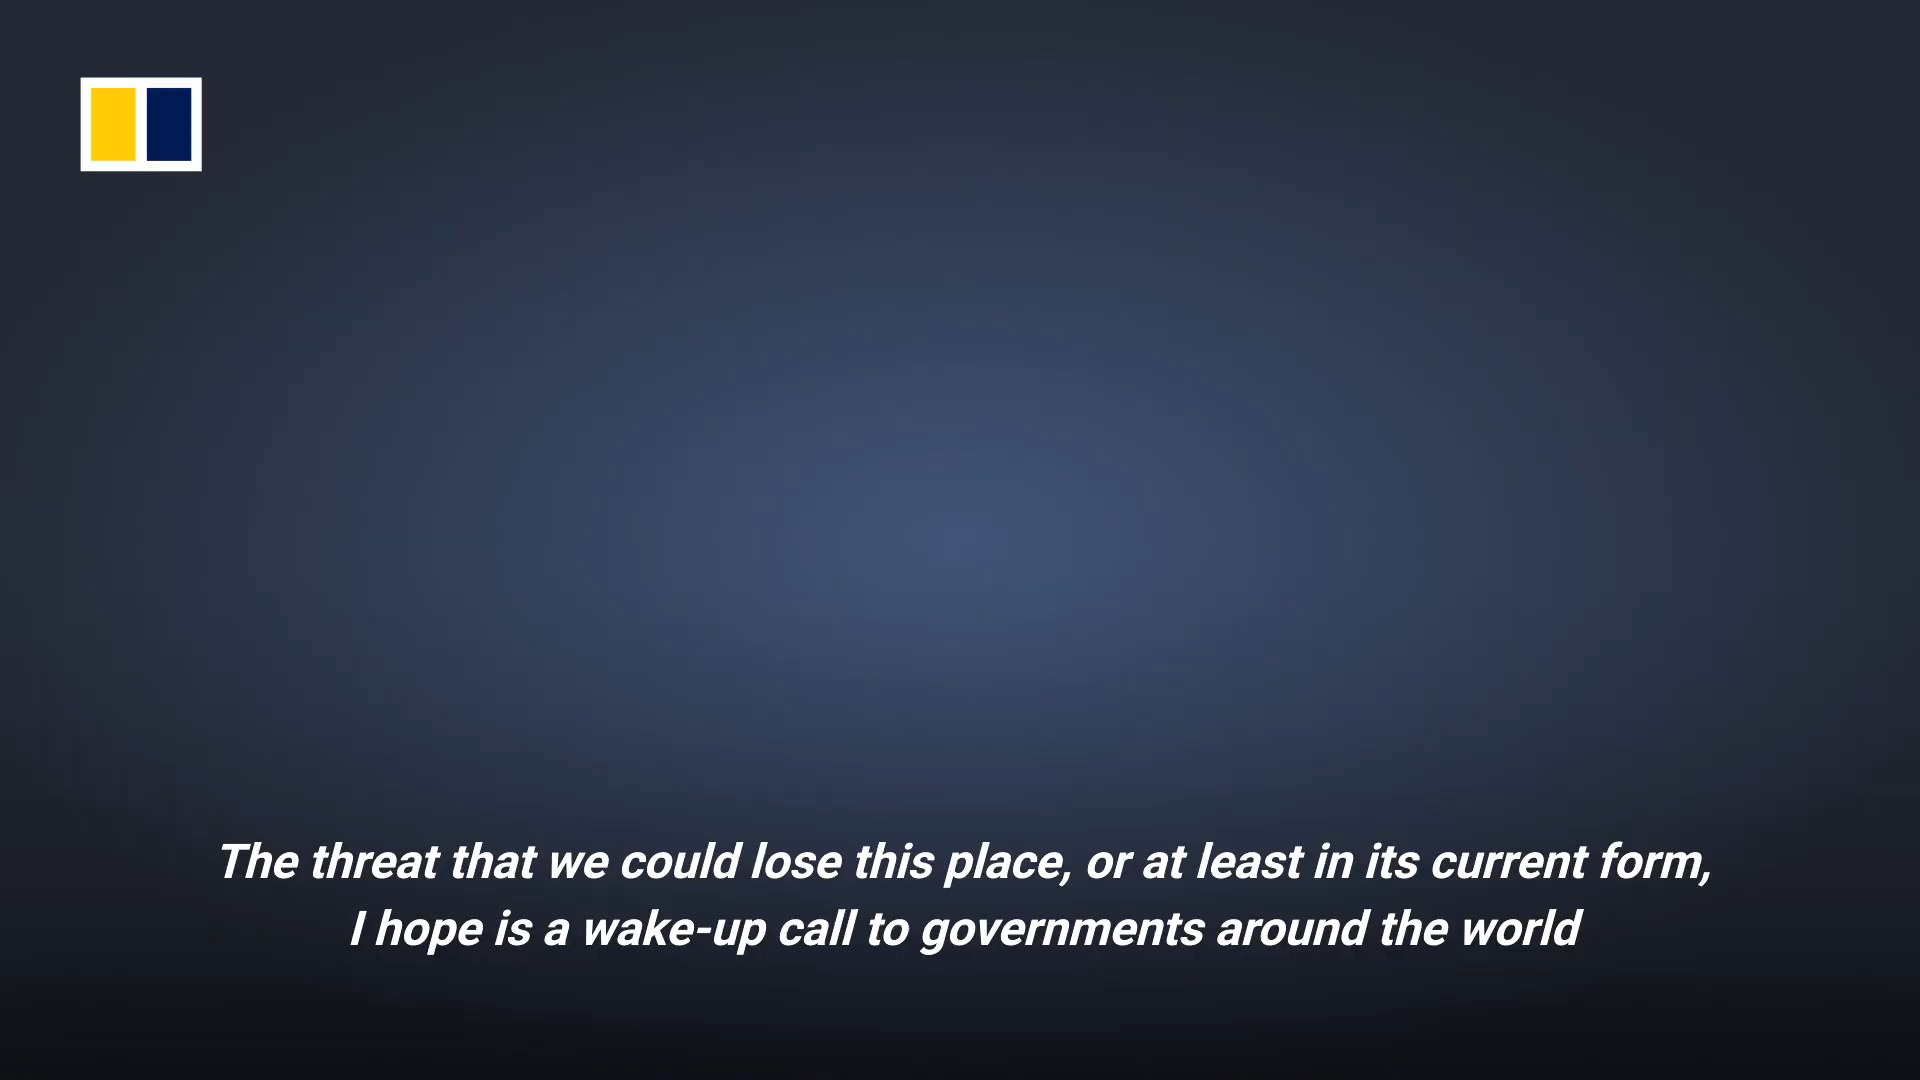 The threat that we could lose this place, or at least in its current form,
I hope is a wake-up call to governments around the world